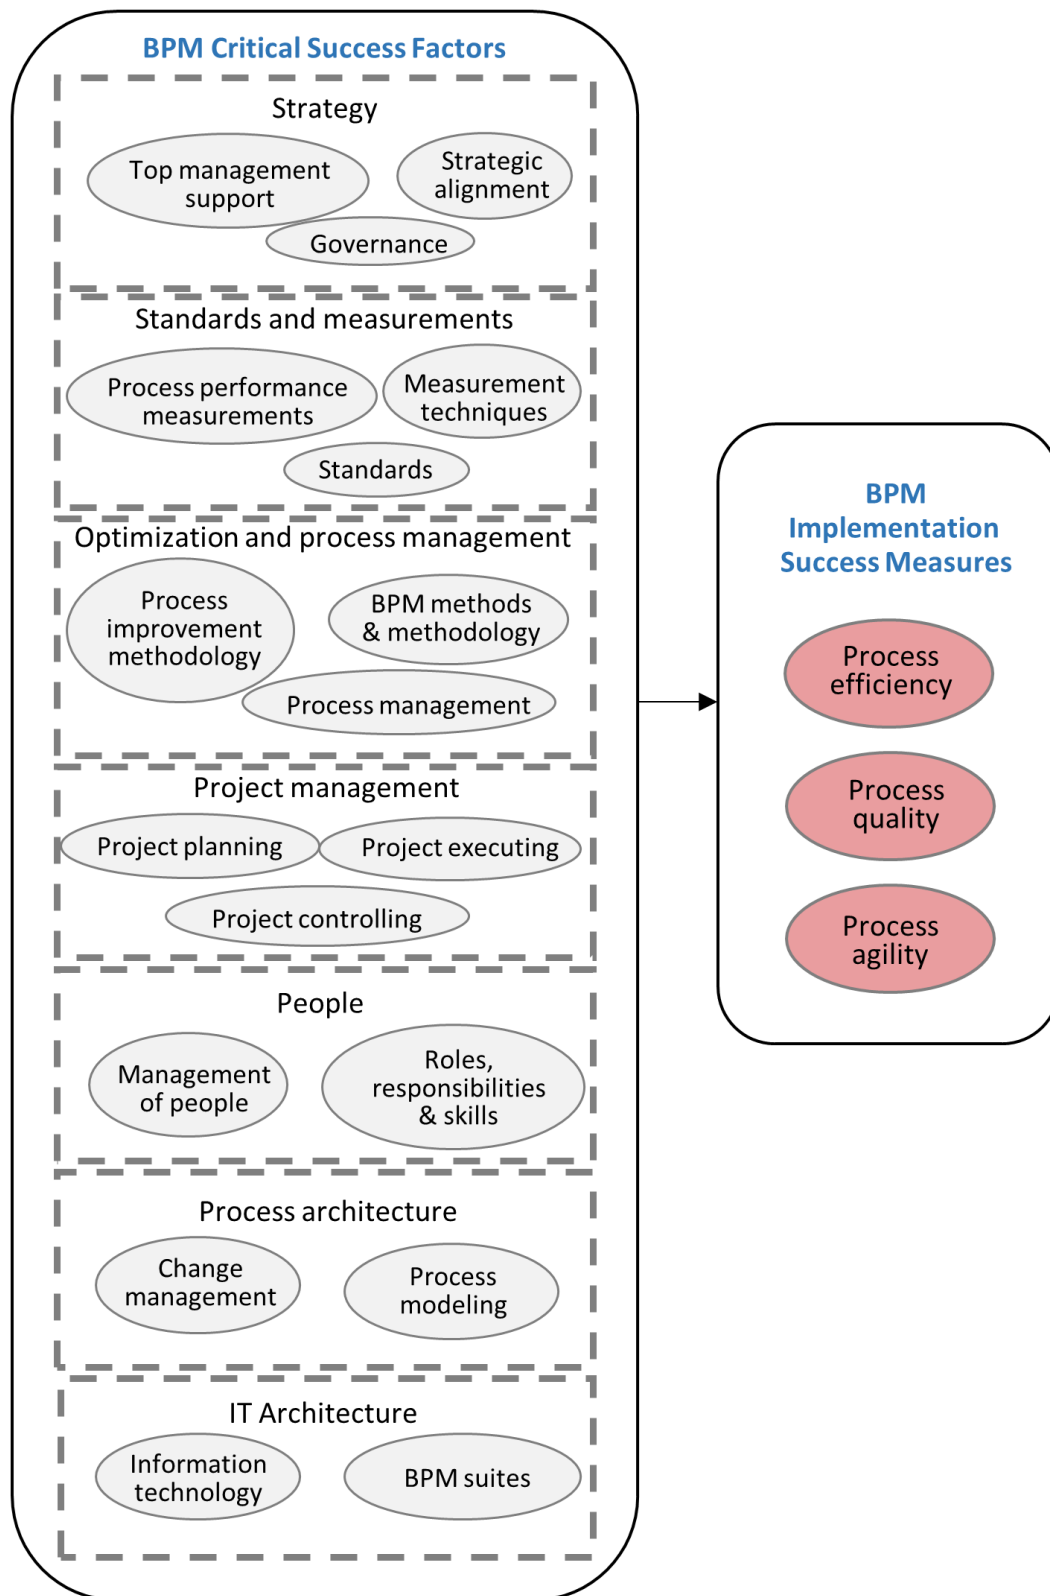 BPM Critical Success Factors
Strategy
Top management
support
Strategic
alignment
Governance
Standards and measurements
Process performance
measurements
Measurement
techniques
Standards
Optimization and process management
Process
improvement
methodology
BPM methods
& methodology
Process management
Project management
Project planning
Project executing
Project controlling
People
Management
of people
Roles,
responsibilities
& skills
Process architecture
Change
management
Process
modeling
IT Architecture
Information
technology
BPM suites
BPM
Implementation
Success Measures
Process
efficiency
Process
quality
Process
agility